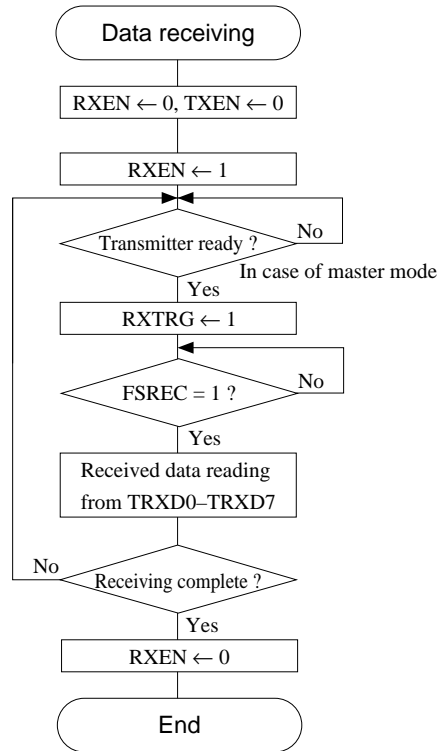 Data receiving
RXEN ← 0, TXEN ← 0
RXEN ← 1
No
Transmitter ready ?
In case of master mode
Yes
RXTRG ← 1
FSREC = 1 ?
No
Yes
Received data reading
from TRXD0–TRXD7
No
Receiving complete ?
Yes
RXEN ← 0
End